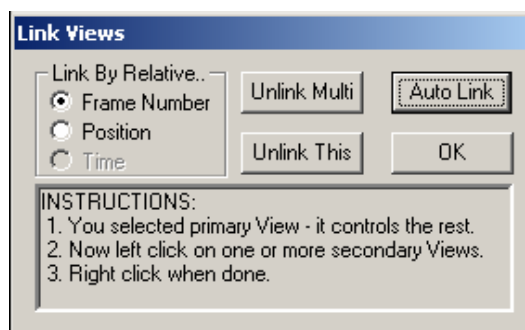 Link Views
Link By Relative..
Frame Number
Position
Time
Unlink Multi
Auto Link
Unlink This
OK
INSTRUCTIONS:
1. You selected primary View - it controls the rest.
2. Now left click on one or more secondary Views.
3. Right click when done.